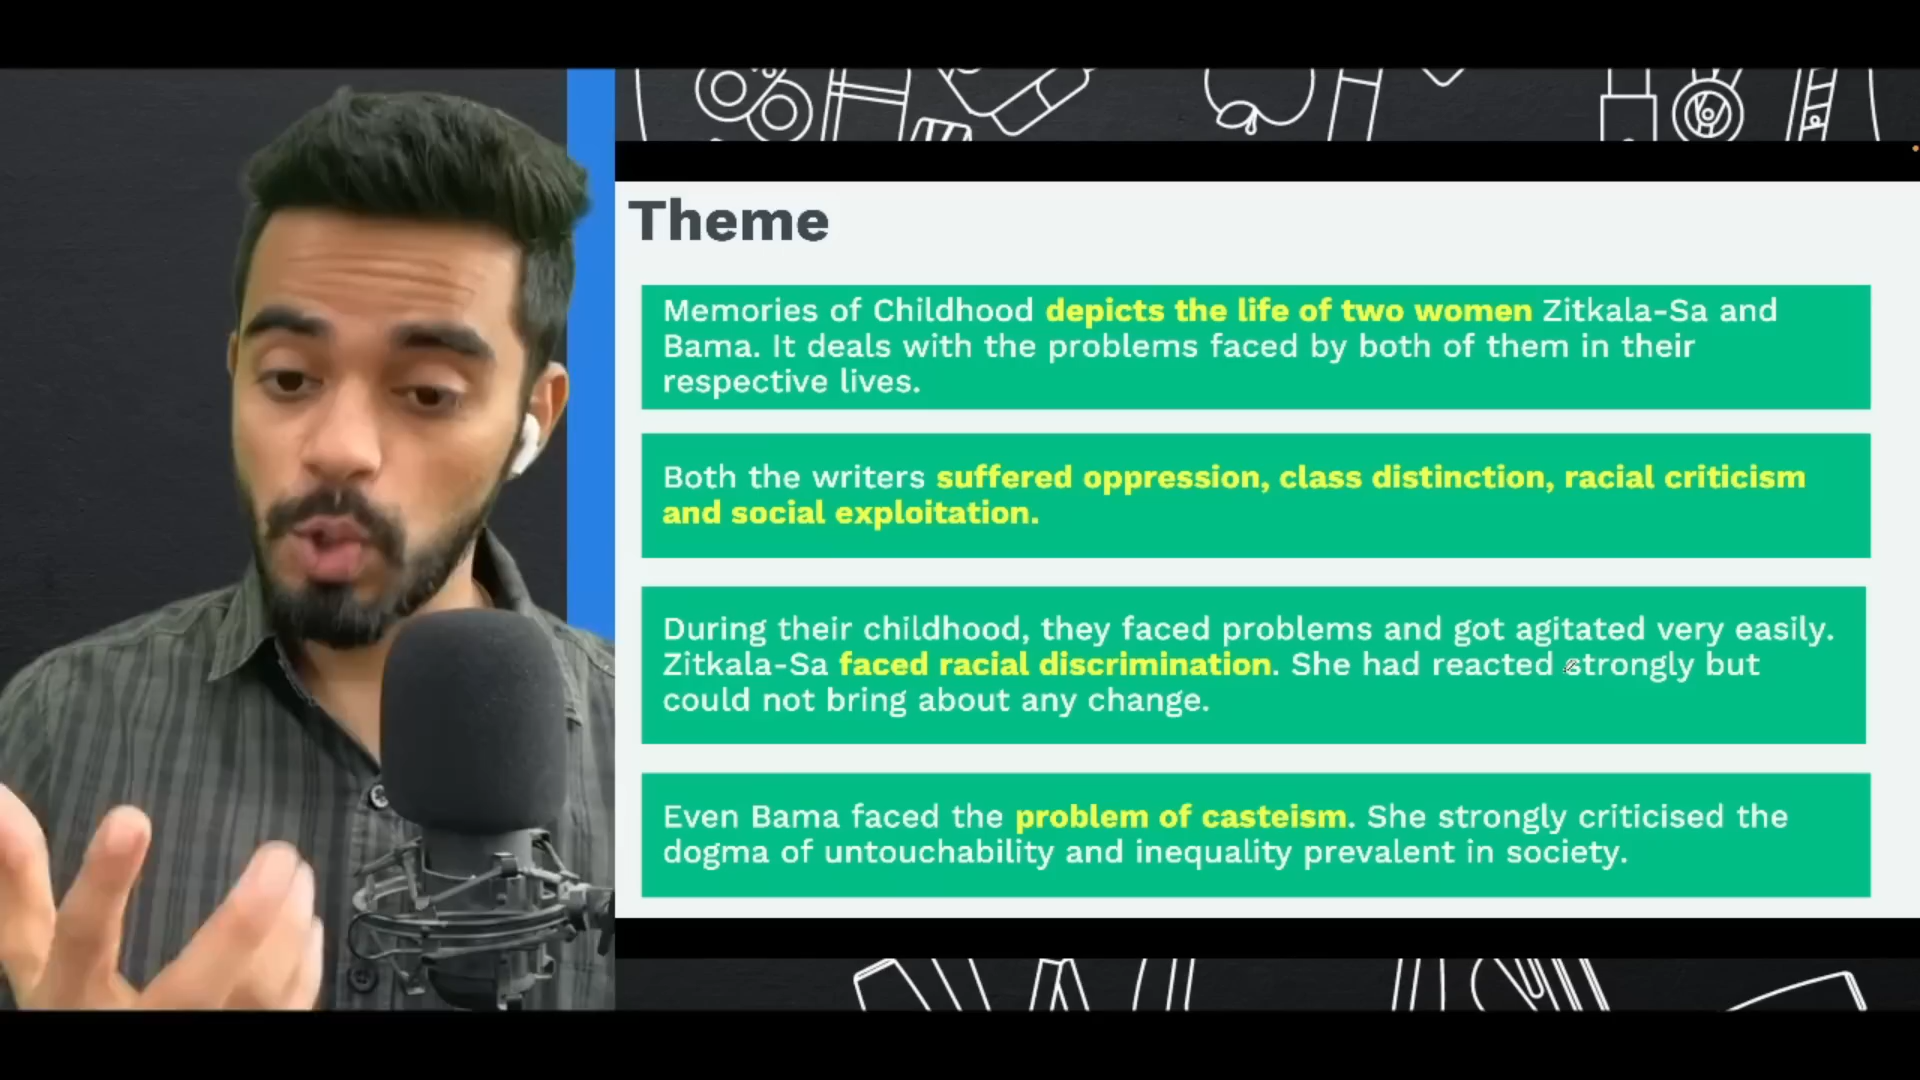 Theme
Memories of Childhood depicts the life of two women Zitkala-Sa and
Bama. It deals with the problems faced by both of them in their
respective lives.
Both the writers suffered oppression, class distinction, racial criticism
and social exploitation.
During their childhood, they faced problems and got agitated very easily.
Zitkala-Sa faced racial discrimination. She had reacted strongly but
could not bring about any change.
Even Bama faced the problem of casteism. She strongly criticised the
dogma of untouchability and inequality prevalent in society.